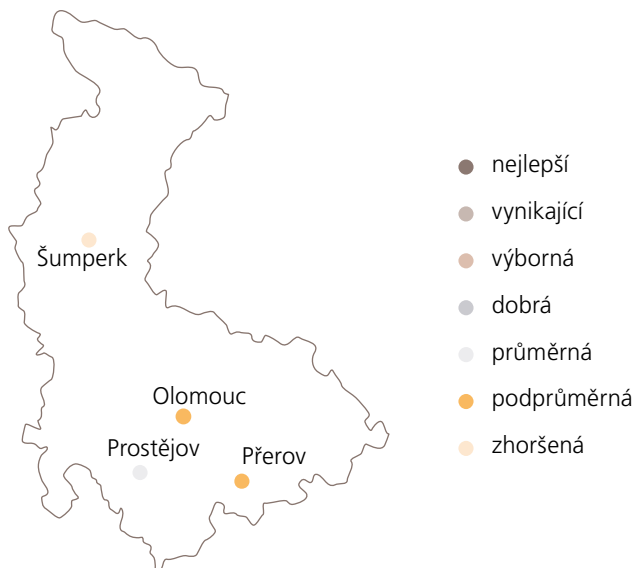 Šumperk
Olomouc
Prostějov
Přerov
nejlepší
vynikající
výborná
dobrá
průměrná
podprůměrná
zhoršená